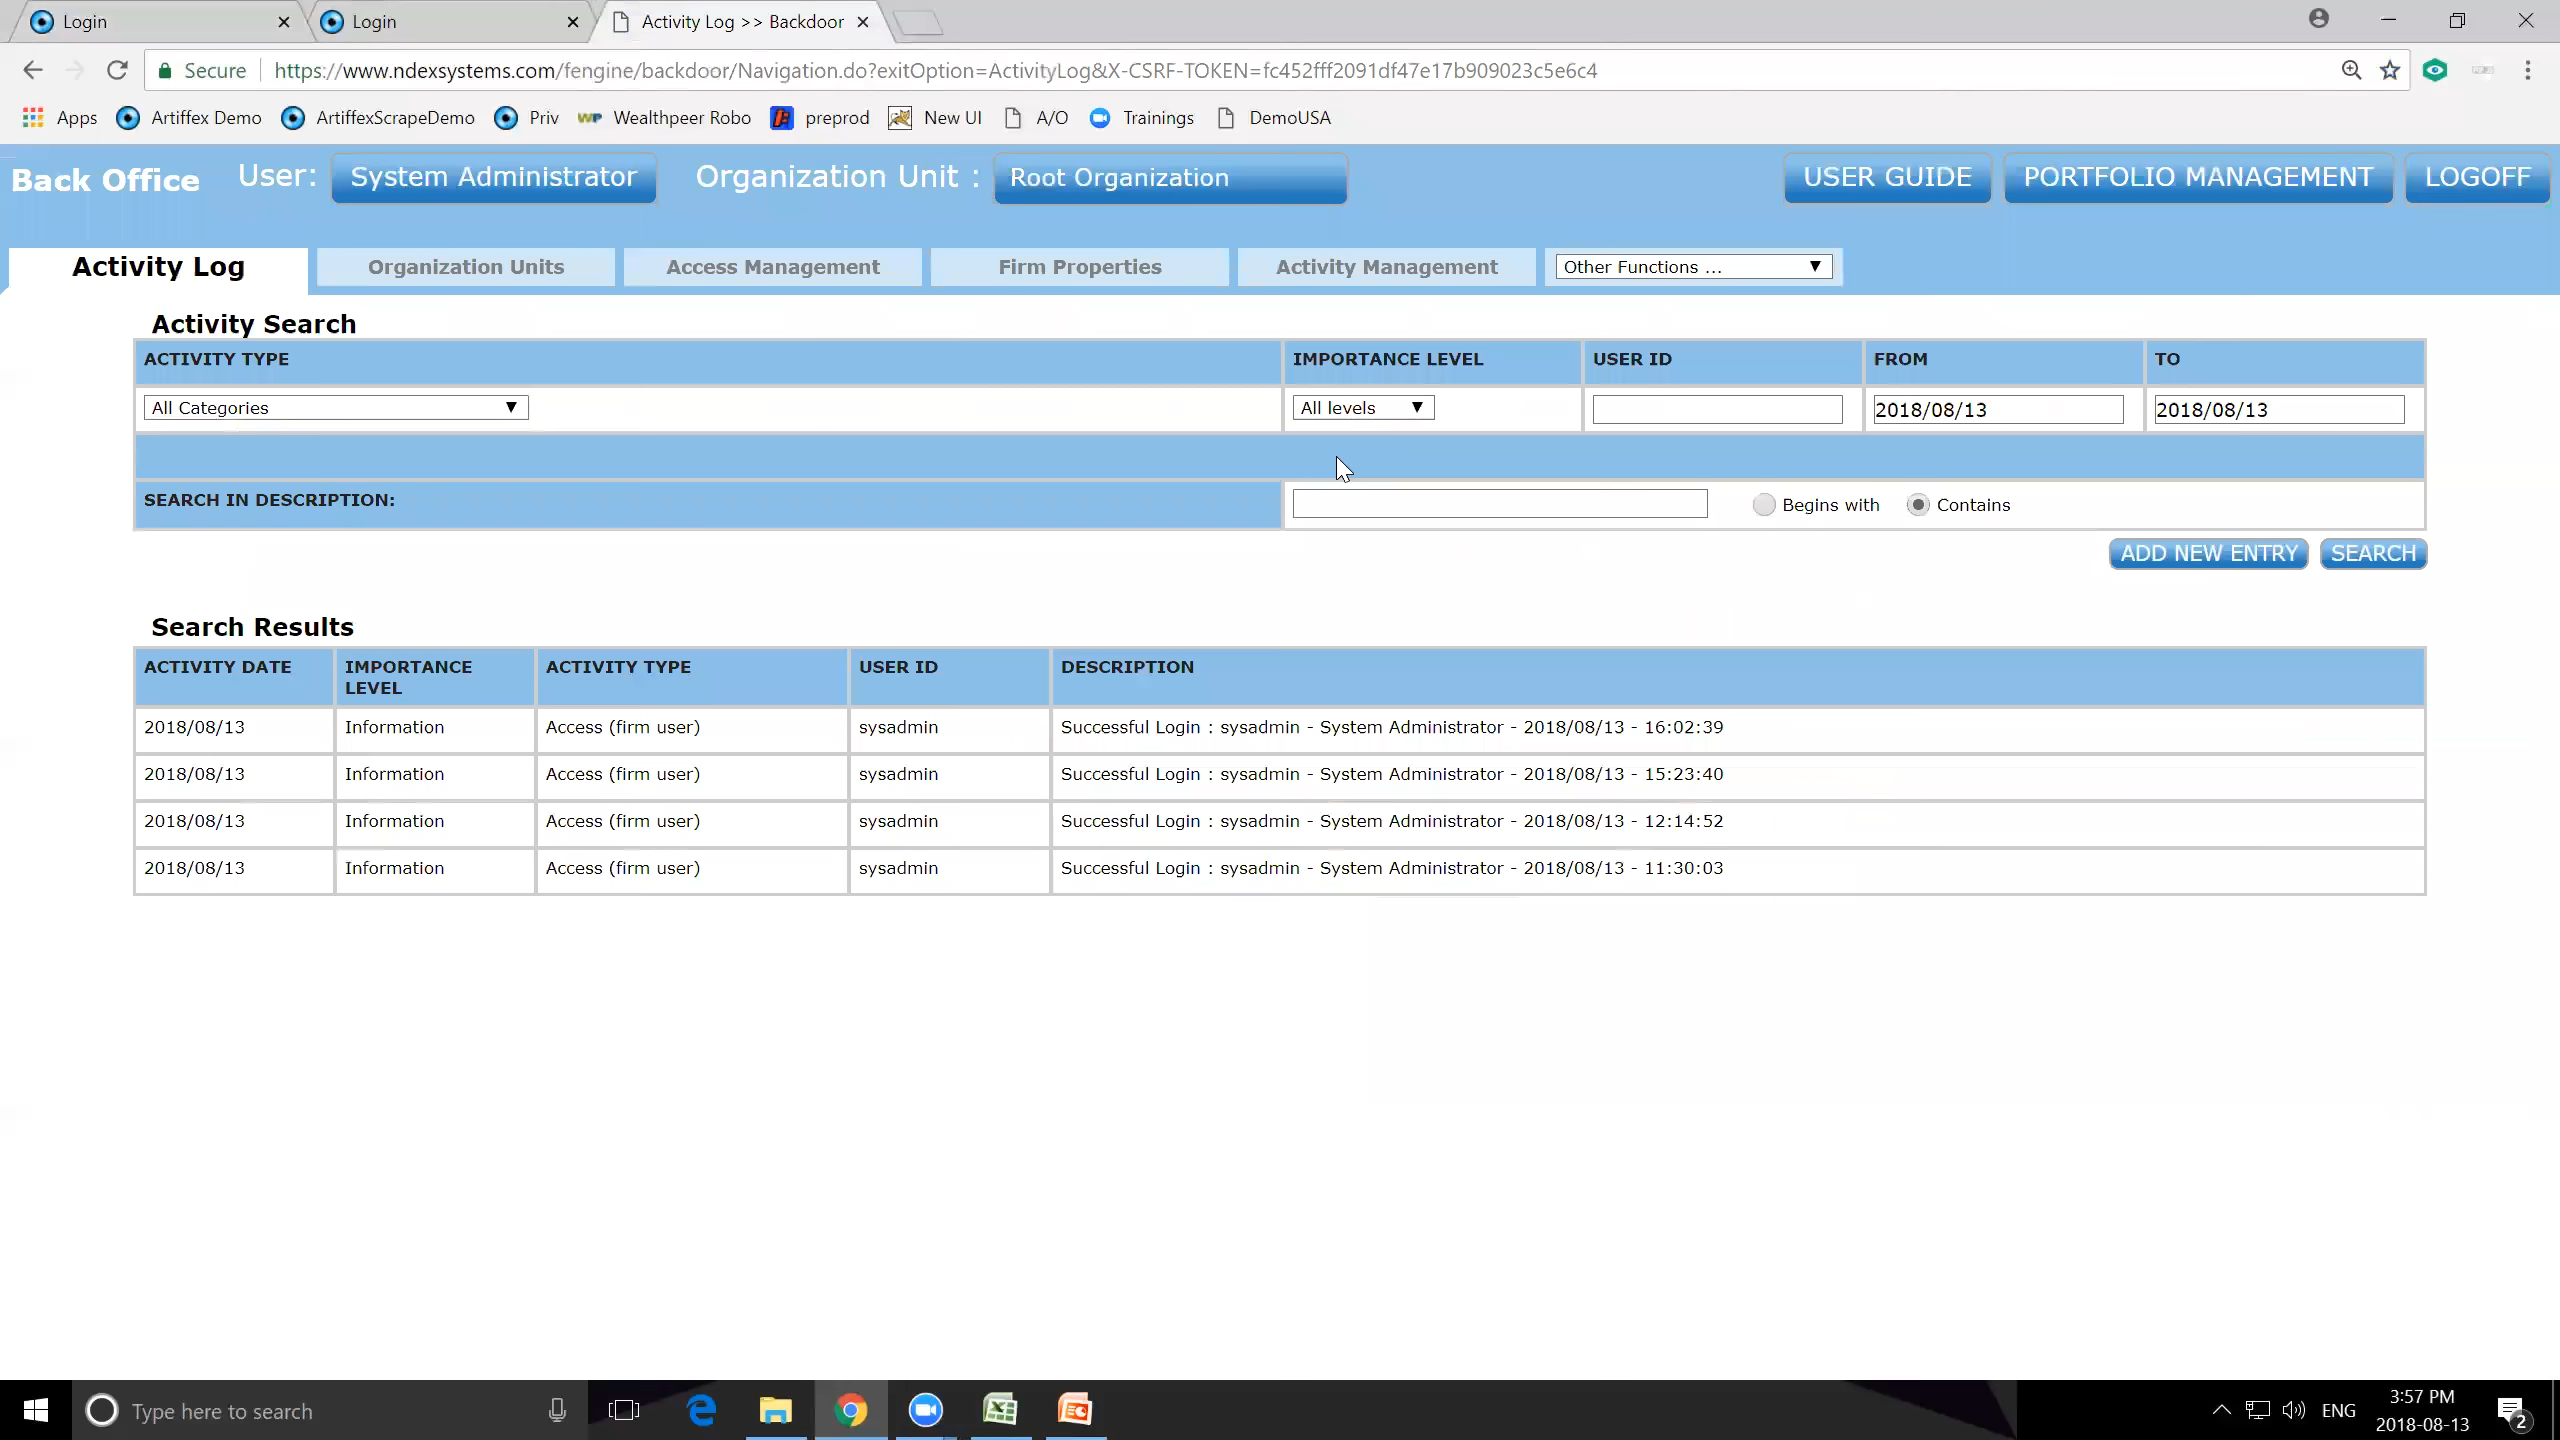 Login
Login
Activity Log >> Backdoor
Secure https://www.ndexsystems.com/fengine/backdoor/Navigation.do?exitOption=ActivityLog&X-CSRF-TOKEN=fc452fff2091df47e17b909023c5e6c4
Apps Artiffex Demo ArtiffexScrapeDemo Priv Wealthpeer Robo preprod New UI A/O Trainings DemoUSA
Back Office User: System Administrator Organization Unit : Root Organization USER GUIDE PORTFOLIO MANAGEMENT LOGOFF
Activity Log Organization Units Access Management Firm Properties Activity Management Other Functions ...
Activity Search
ACTIVITY TYPE IMPORTANCE LEVEL USER ID FROM TO
All Categories All levels 2018/08/13 2018/08/13
SEARCH IN DESCRIPTION: Begins with Contains
ADD NEW ENTRY SEARCH
Search Results
ACTIVITY DATE IMPORTANCE LEVEL ACTIVITY TYPE USER ID DESCRIPTION
2018/08/13 Information Access (firm user) sysadmin Successful Login : sysadmin - System Administrator - 2018/08/13 - 16:02:39
2018/08/13 Information Access (firm user) sysadmin Successful Login : sysadmin - System Administrator - 2018/08/13 - 15:23:40
2018/08/13 Information Access (firm user) sysadmin Successful Login : sysadmin - System Administrator - 2018/08/13 - 12:14:52
2018/08/13 Information Access (firm user) sysadmin Successful Login : sysadmin - System Administrator - 2018/08/13 - 11:30:03
Type here to search
ENG
3:57 PM
2018-08-13
2